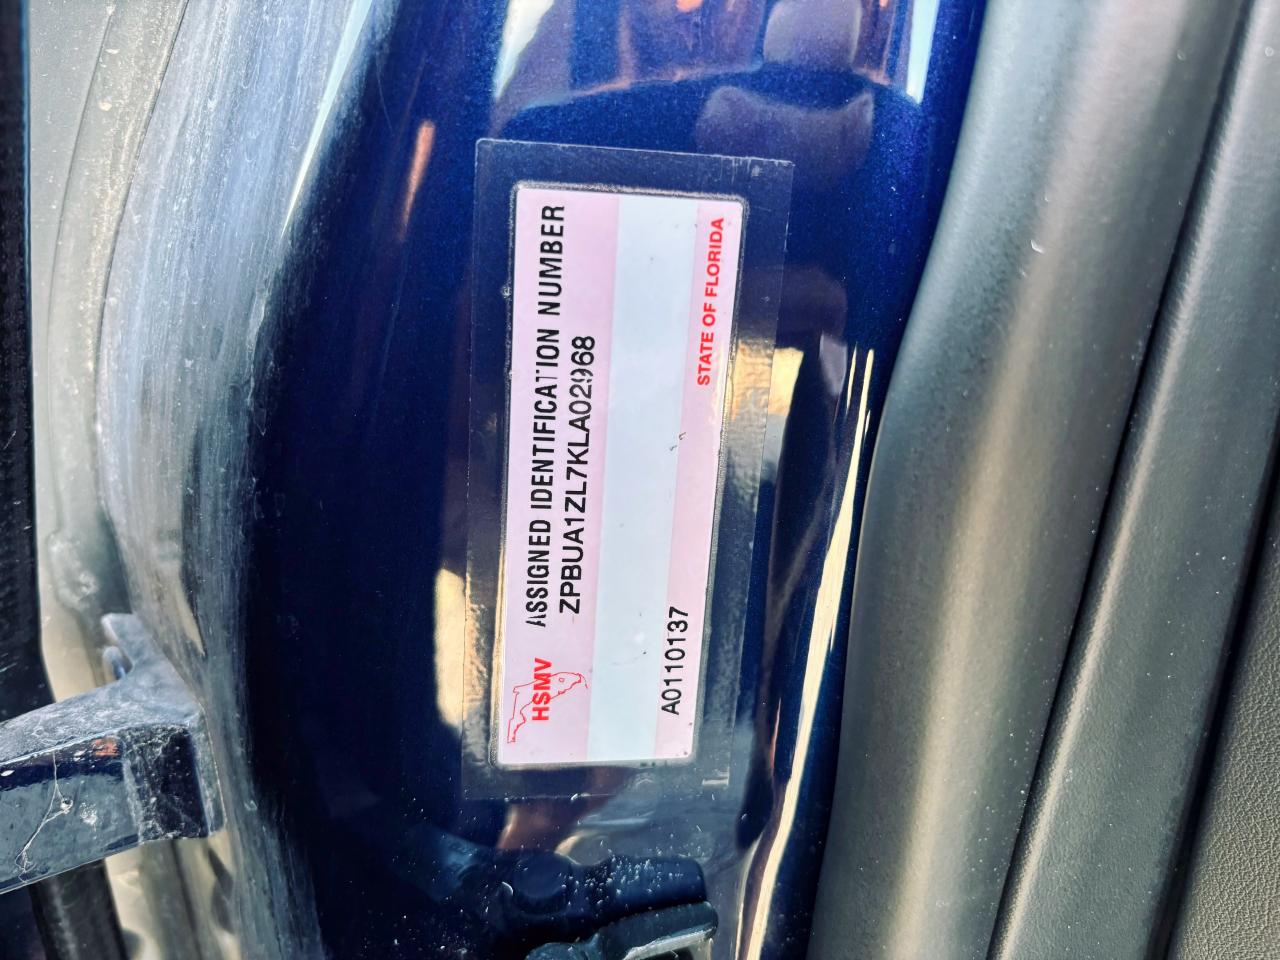 ASSIGNED IDENTIFICATION NUMBER
ZPBUA1ZL7KLA02968
HSMV
A0110137
STATE OF FLORIDA